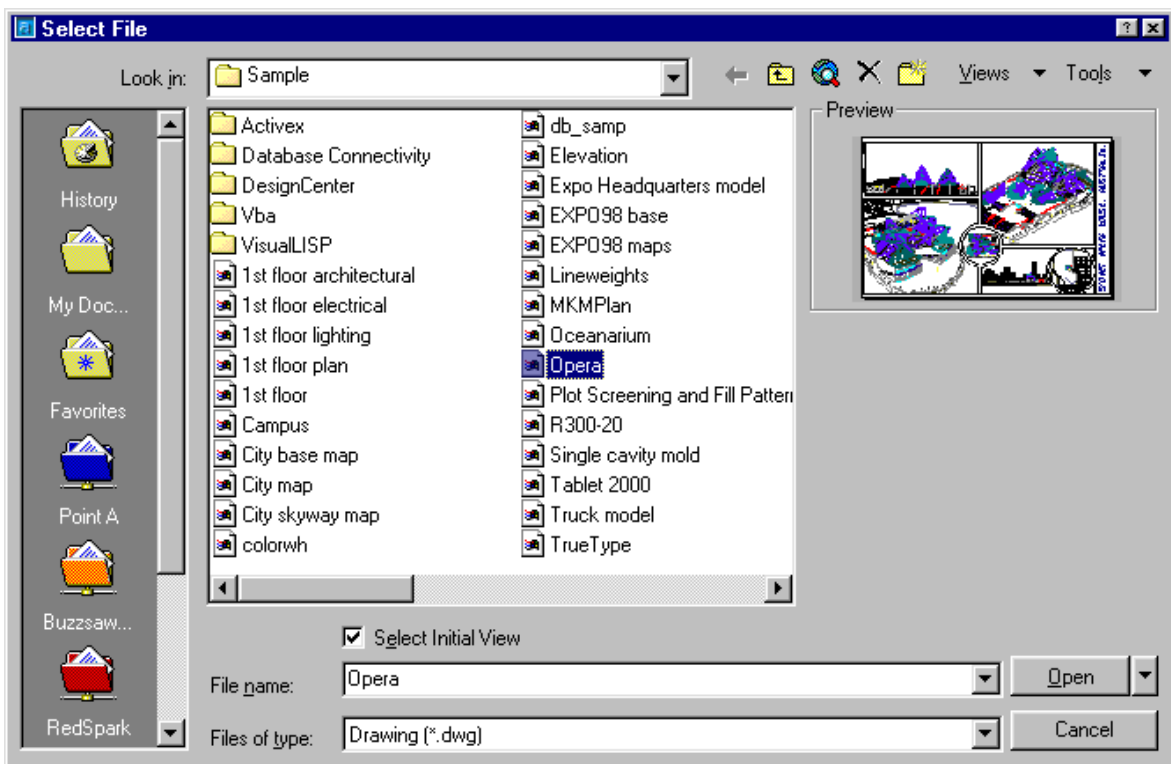 Select File
Look in:
Sample
Views
Tools
History
My Doc...
Favorites
Point A
Buzzsaw...
RedSpark
Activex
Database Connectivity
DesignCenter
Vba
VisualLISP
1st floor architectural
1st floor electrical
1st floor lighting
1st floor plan
1st floor
Campus
City base map
City map
City skyway map
colorwh
db_samp
Elevation
Expo Headquarters model
EXPO98 base
EXPO98 maps
Lineweights
MKMPlan
Oceanarium
Opera
Plot Screening and Fill Pattern
R300-20
Single cavity mold
Tablet 2000
Truck model
TrueType
Preview
Select Initial View
File name:
Opera
Open
Files of type:
Drawing (*.dwg)
Cancel